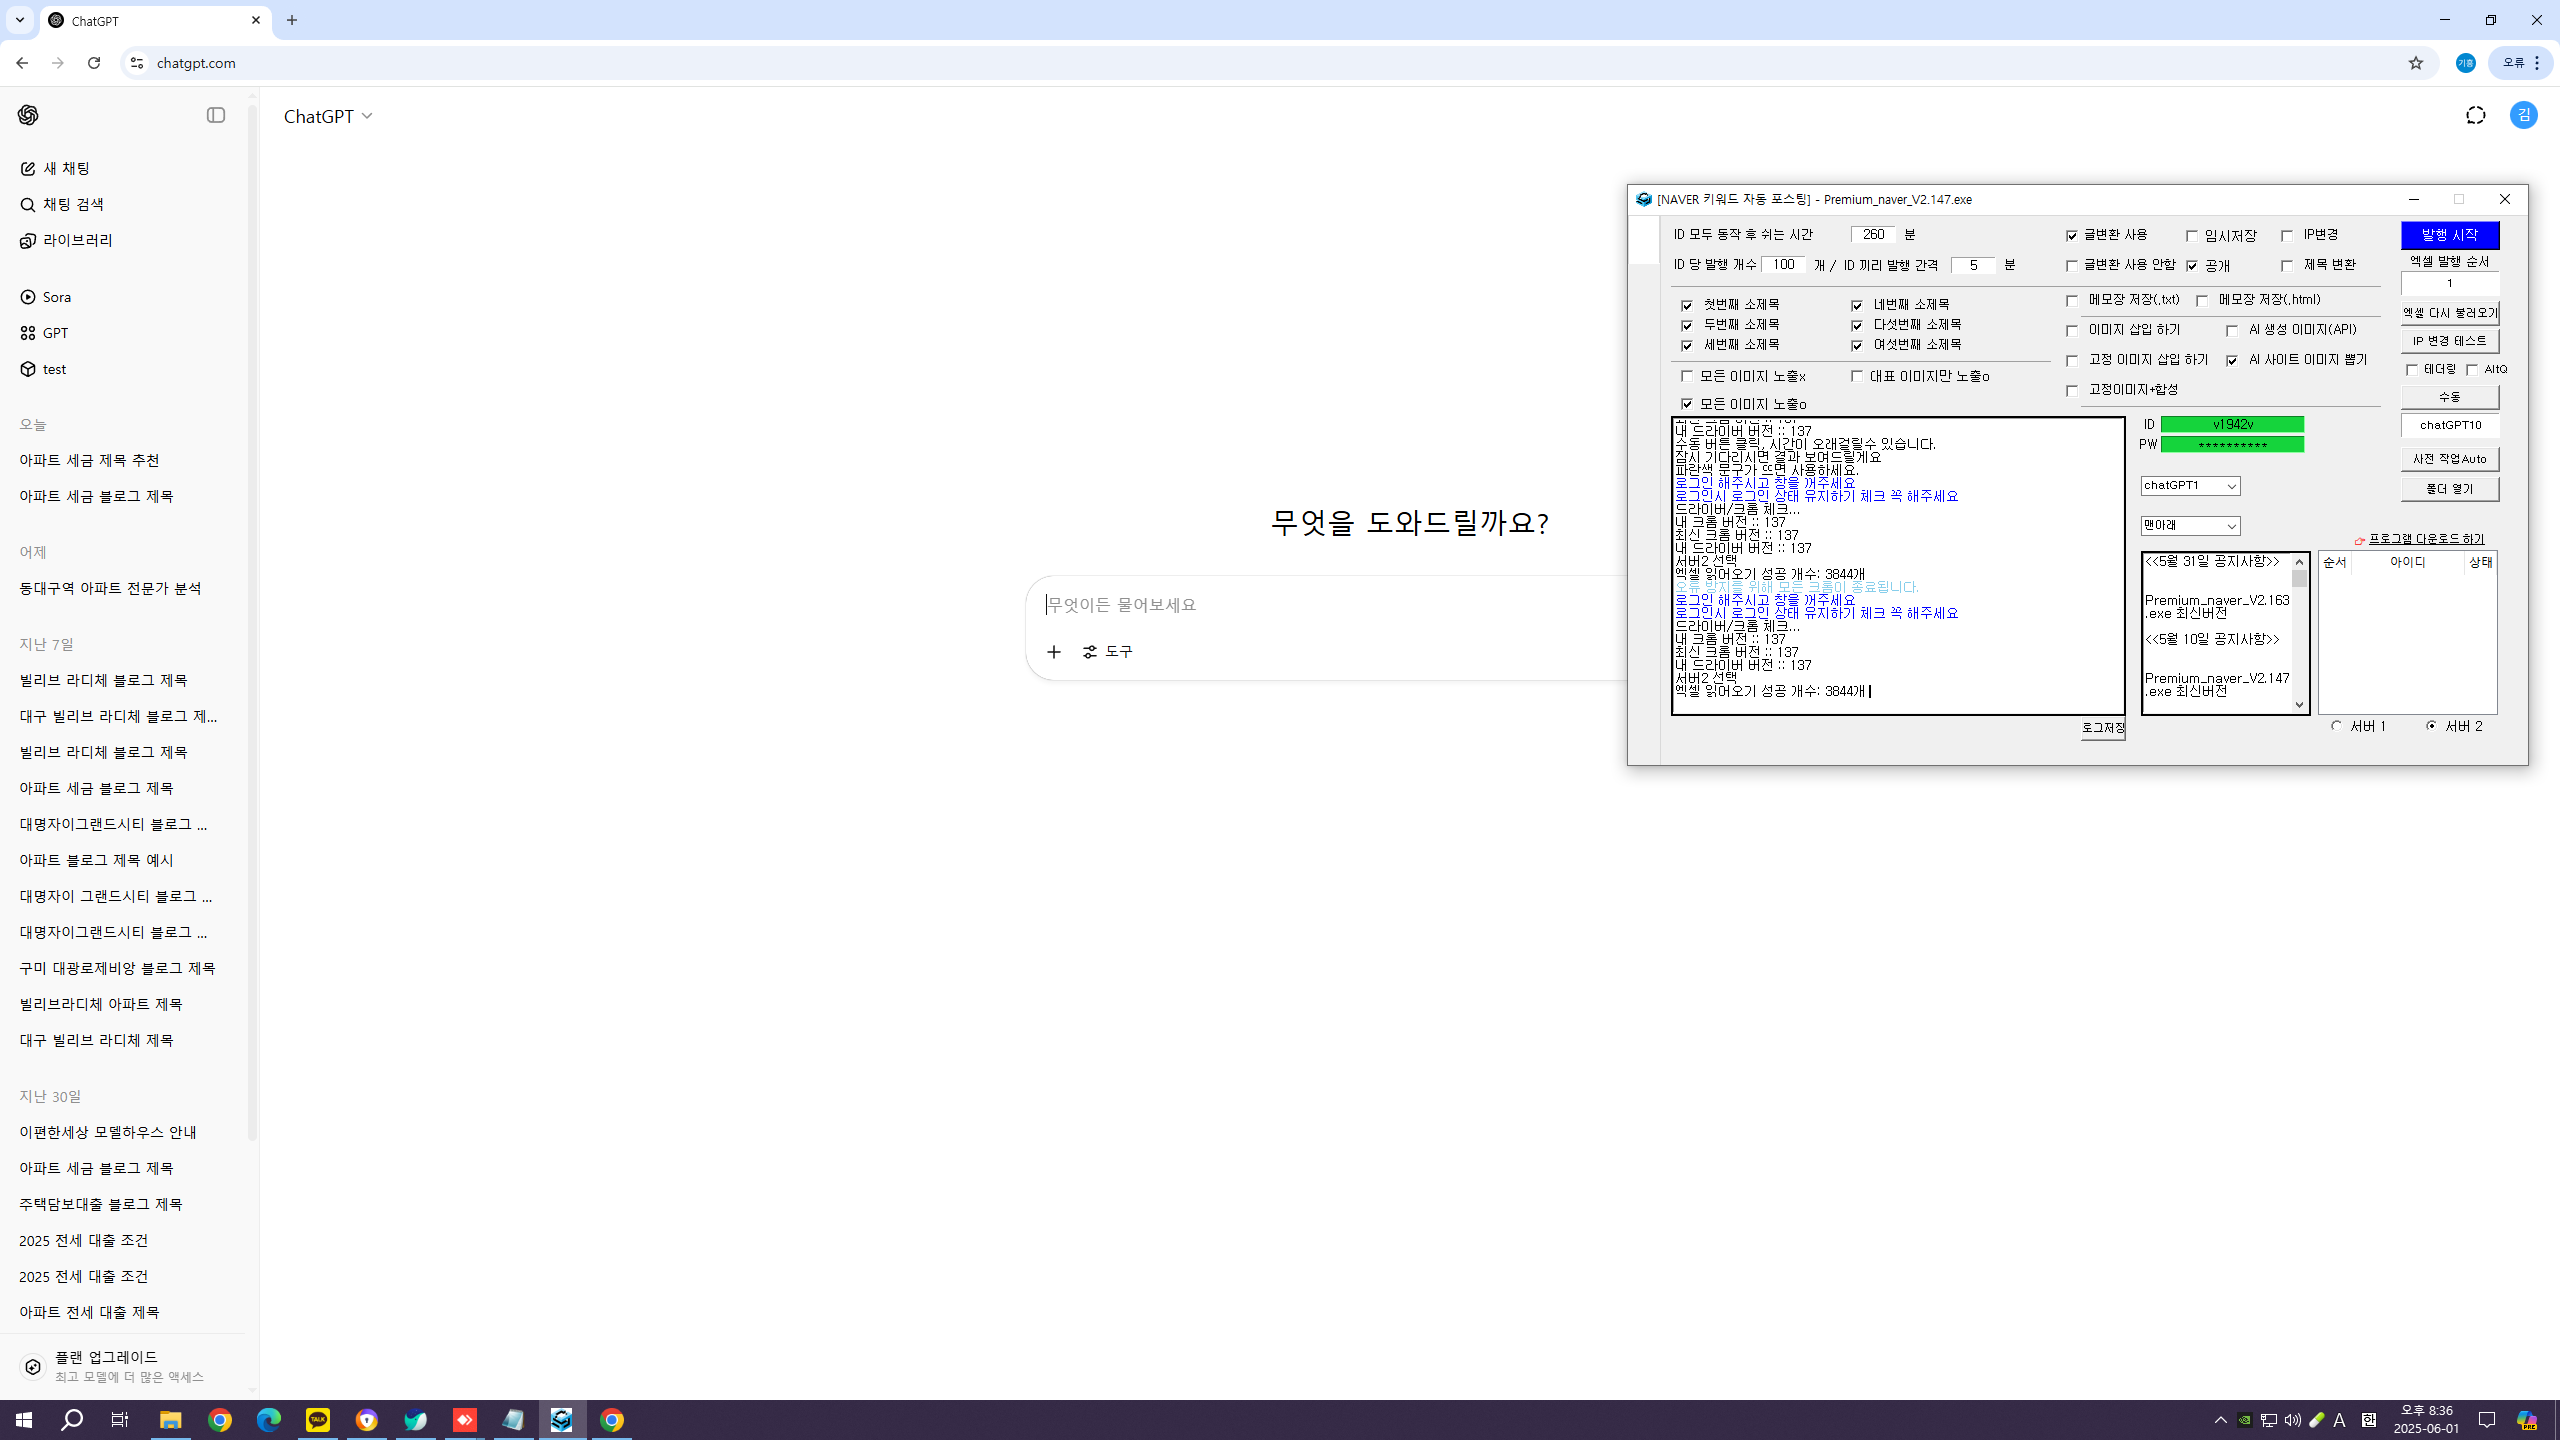 ChatGPT
chatgpt.com
오류
ChatGPT
김
새 채팅
채팅 검색
라이브러리
Sora
GPT
test
오늘
아파트 세금 제목 추천
아파트 세금 블로그 제목
어제
동대구역 아파트 전문가 분석
지난 7일
빌리브 라디체 블로그 제목
대구 빌리브 라디체 블로그 제...
빌리브 라디체 블로그 제목
아파트 세금 블로그 제목
대명자이그랜드시티 블로그 ...
아파트 블로그 제목 예시
대명자이 그랜드시티 블로그 ...
대명자이그랜드시티 블로그 ...
구미 대광로제비앙 블로그 제목
빌리브라디체 아파트 제목
대구 빌리브 라디체 제목
지난 30일
이편한세상 모델하우스 안내
아파트 세금 블로그 제목
주택담보대출 블로그 제목
2025 전세 대출 조건
2025 전세 대출 조건
아파트 전세 대출 제목
플랜 업그레이드
최고 모델에 더 많은 액세스
무엇을 도와드릴까요?
무엇이든 물어보세요
도구
[NAVER 키워드 자동 포스팅] - Premium_naver_V2.147.exe
ID 모두 동작 후 쉬는 시간 260 분
ID 당 발행 개수 100 개 / ID 끼리 발행 간격 5 분
글변환 사용 임시저장 IP변경
글변환 사용 안함 공개 제목 변환
첫번째 소제목 네번째 소제목
두번째 소제목 다섯번째 소제목
세번째 소제목 여섯번째 소제목
모든 이미지 노출x 대표 이미지만 노출o
모든 이미지 노출o
메모장 저장(.txt) 메모장 저장(.html)
이미지 삽입 하기 AI 생성 이미지(API)
고정 이미지 삽입 하기 AI 사이트 이미지 뽑기
고정이미지+합성
발행 시작
엑셀 발행 순서
1
엑셀 다시 불러오기
IP 변경 테스트
테더링 AltQ
수동
chatGPT10
사전 작업Auto
폴더 열기
최신 크롬 버전 :: 137
내 드라이버 버전 :: 137
수동 버튼 클릭, 시간이 오래걸릴수 있습니다.
잠시 기다리시면 결과 보여드릴게요
파란색 문구가 뜨면 사용하세요.
로그인 해주시고 창을 꺼주세요
로그인시 로그인 상태 유지하기 체크 꼭 해주세요
드라이버/크롬 체크...
내 크롬 버전 :: 137
최신 크롬 버전 :: 137
내 드라이버 버전 :: 137
서버2 선택
엑셀 읽어오기 성공 개수: 3844개
오류 방지를 위해 모든 크롬이 종료됩니다.
로그인 해주시고 창을 꺼주세요
로그인시 로그인 상태 유지하기 체크 꼭 해주세요
드라이버/크롬 체크...
내 크롬 버전 :: 137
최신 크롬 버전 :: 137
내 드라이버 버전 :: 137
서버2 선택
엑셀 읽어오기 성공 개수: 3844개
로그저장
ID v1942v
PW **********
chatGPT1
맨아래
프로그램 다운로드 하기
<<5월 31일 공지사항>>
Premium_naver_V2.163
.exe 최신버전
<<5월 10일 공지사항>>
Premium_naver_V2.147
.exe 최신버전
순서 아이디 상태
서버 1 서버 2
TALK
A 한
오후 8:36
2025-06-01
PRE